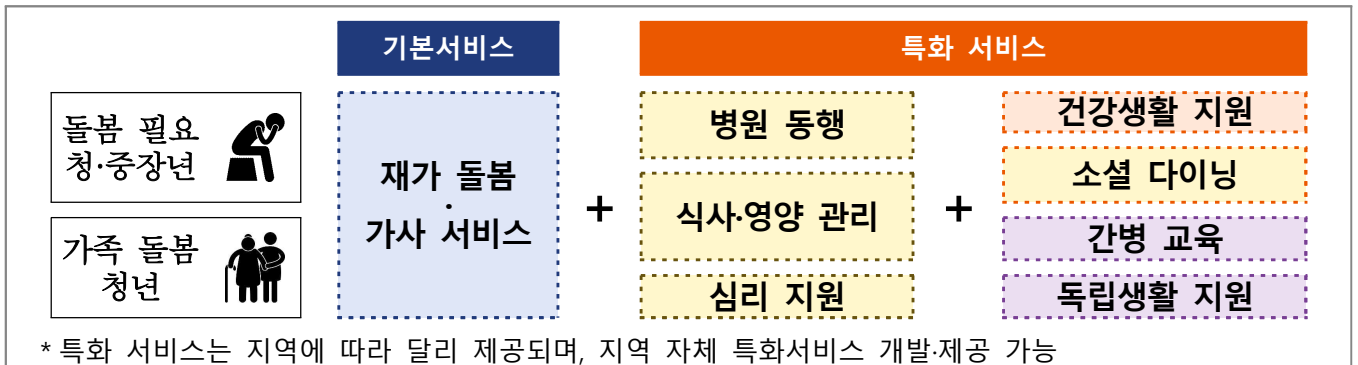 기본서비스
특화 서비스
돌봄 필요
청·중장년
가족 돌봄
청년
재가 돌봄
·
가사 서비스
+
병원 동행
식사·영양 관리
심리 지원
+
건강생활 지원
소셜 다이닝
간병 교육
독립생활 지원
* 특화 서비스는 지역에 따라 달리 제공되며, 지역 자체 특화서비스 개발·제공 가능